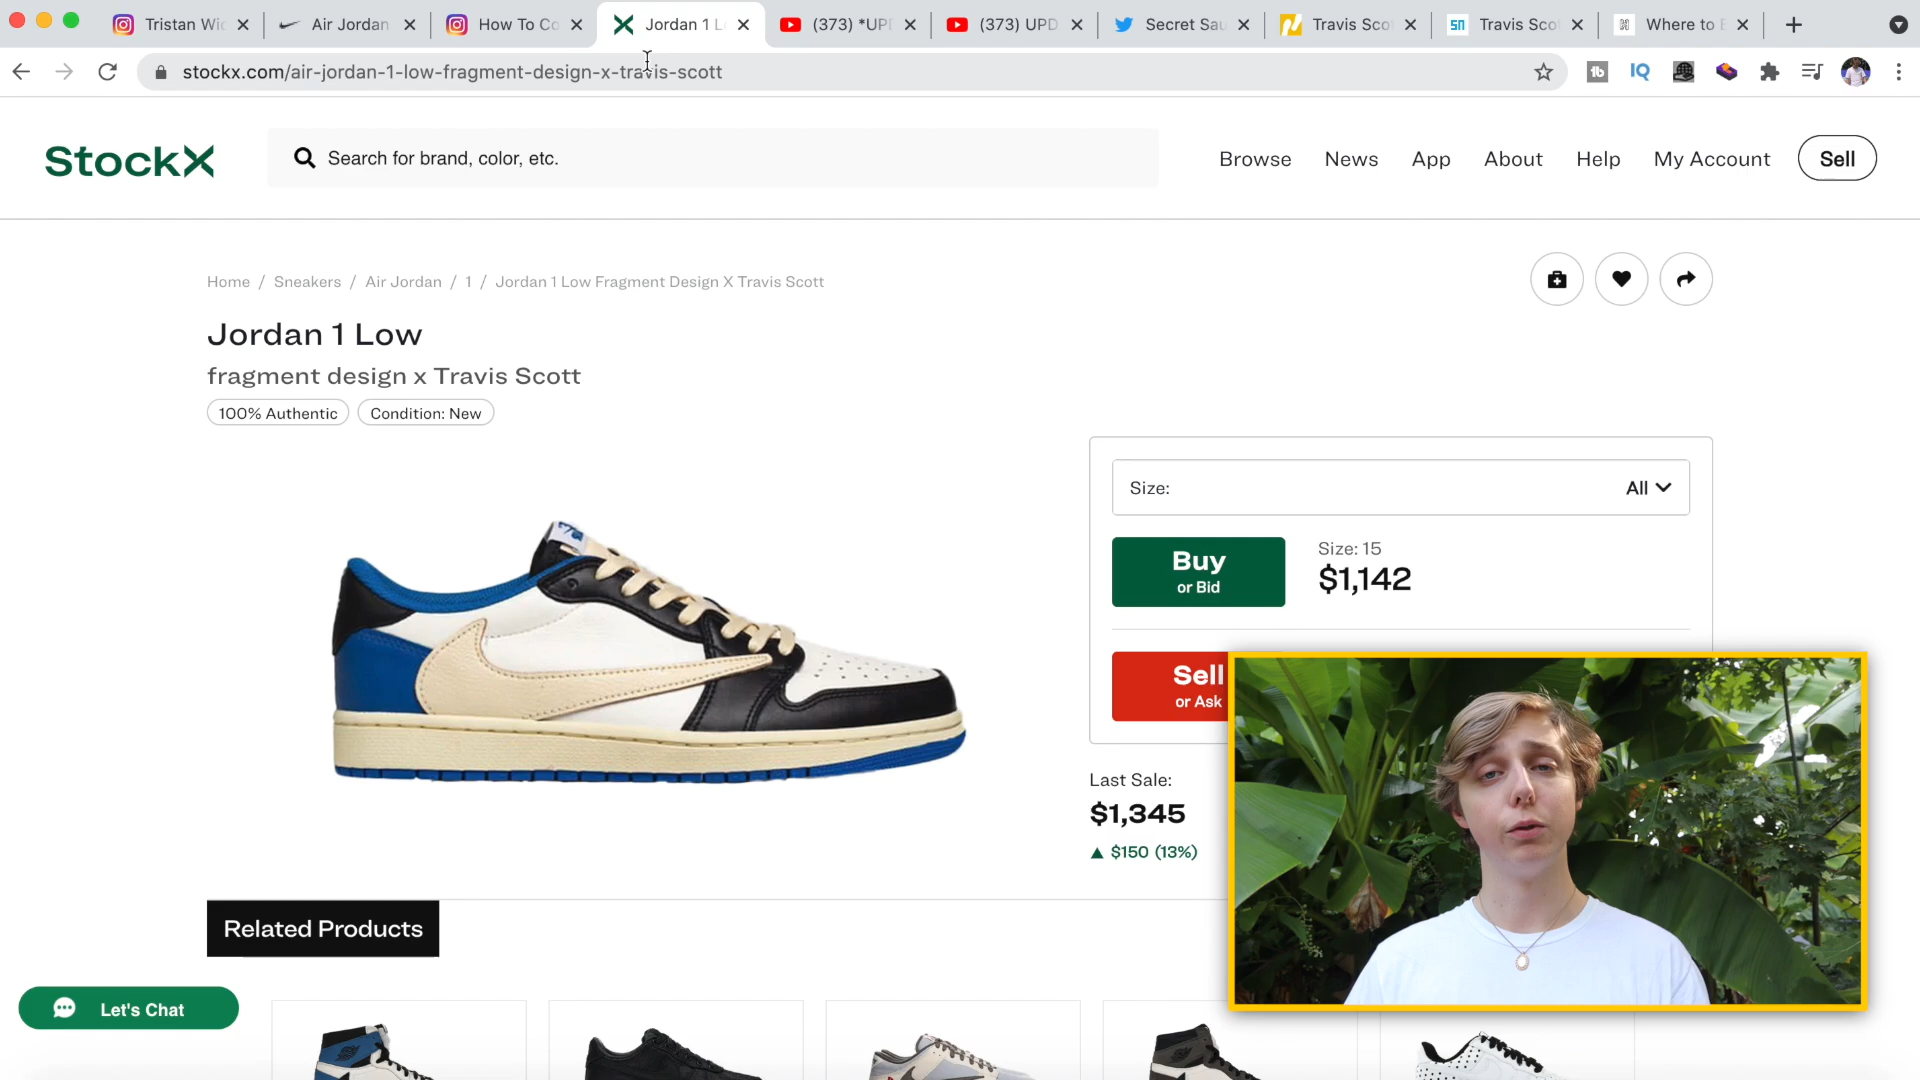 Tristan Wic
Air Jordan
How To Co
Jordan 1 L
(373) *UP
(373) UPD
Secret Sau
Travis Scot
Travis Scot
Where to B
stockx.com/air-jordan-1-low-fragment-design-x-travis-scott
StockX
Search for brand, color, etc.
Browse
News
App
About
Help
My Account
Sell
Home / Sneakers / Air Jordan / 1 / Jordan 1 Low Fragment Design X Travis Scott
Jordan 1 Low
fragment design x Travis Scott
100% Authentic
Condition: New
Size:
All
Buy
or Bid
Size: 15
$1,142
Sell
or Ask
Last Sale:
$1,345
▲ $150 (13%)
Related Products
Let's Chat